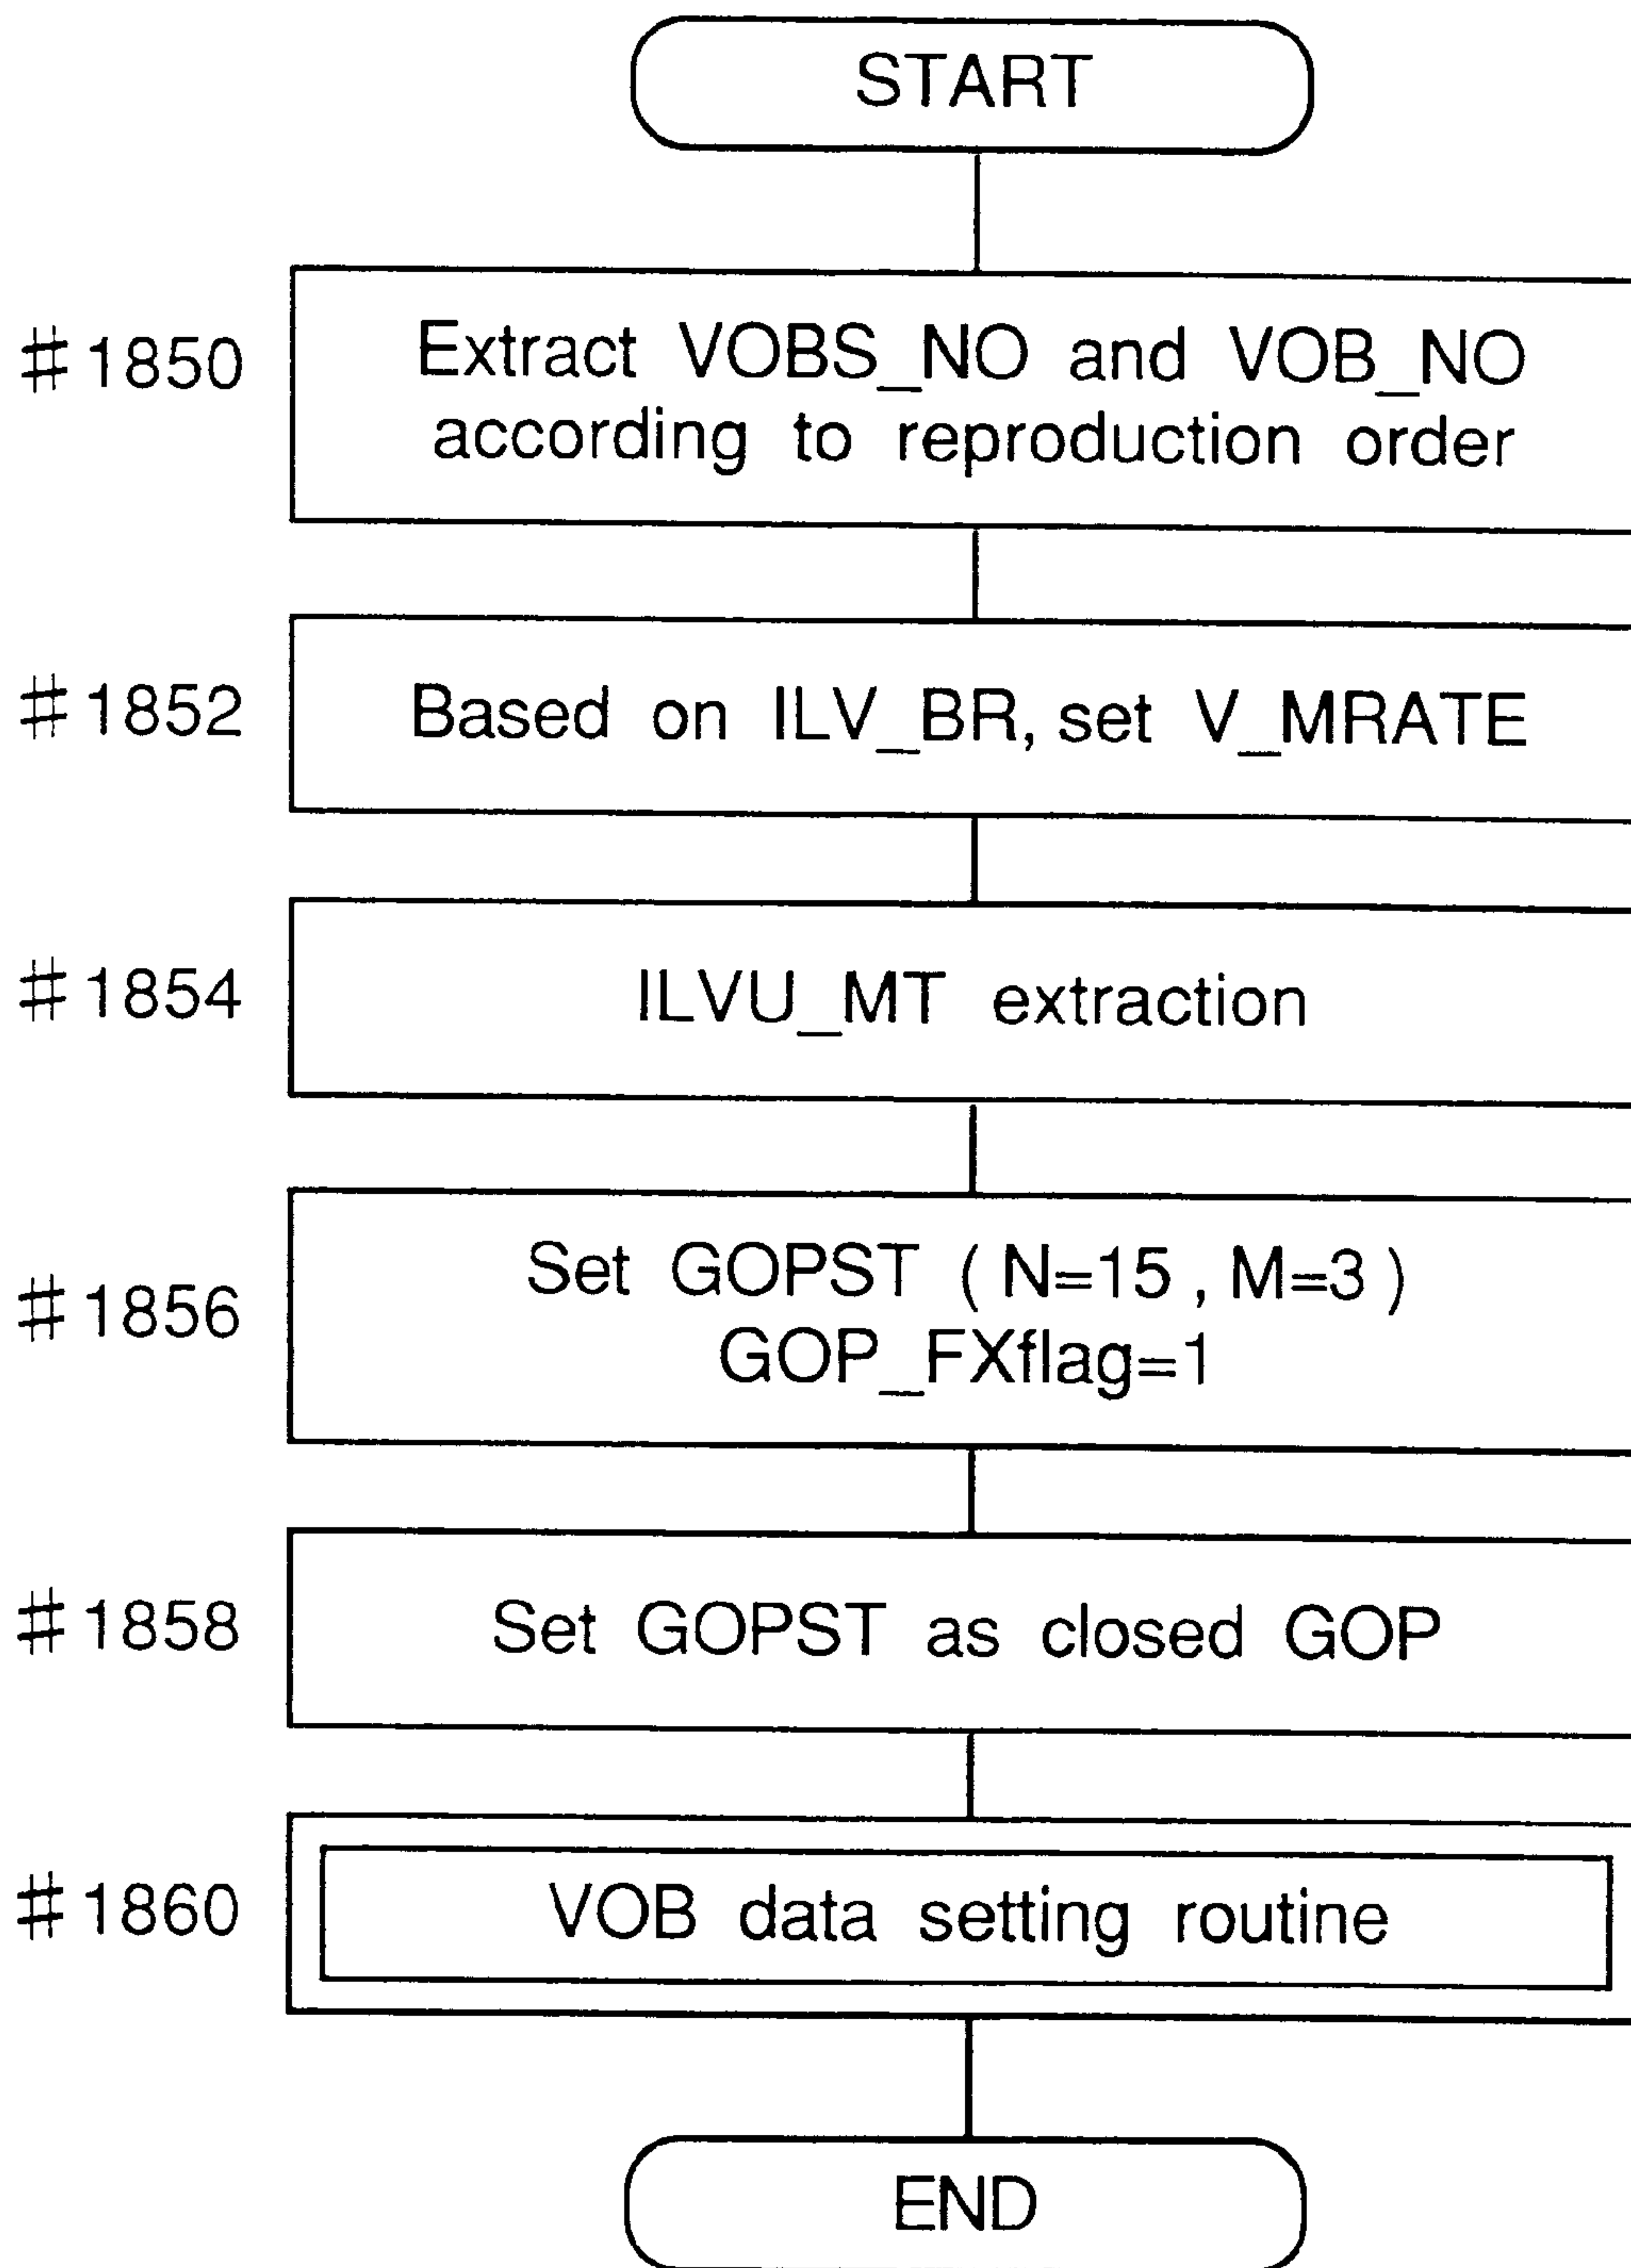 START
#1850
Extract VOBS_NO and VOB_NO
according to reproduction order
#1852
Based on ILV_BR, set V_MRATE
#1854
ILVU_MT extraction
#1856
Set GOPST ( N=15 , M=3 )
GOP_FXflag=1
#1858
Set GOPST as closed GOP
#1860
VOB data setting routine
END